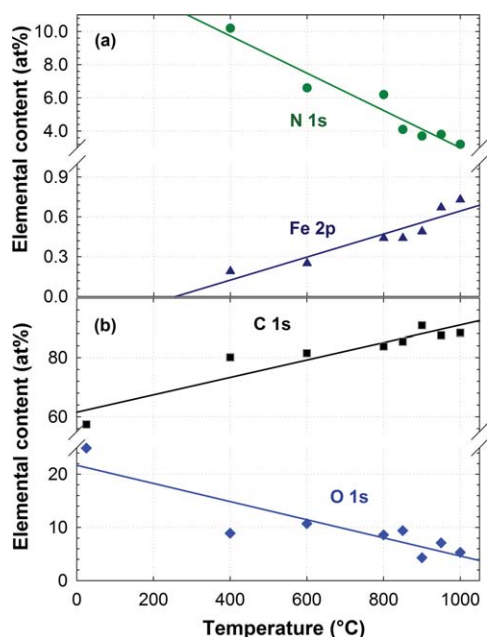 Elemental content (at%)
10.0
8.0
6.0
4.0
0.9
0.6
0.3
0.0
(a)
N 1s
Fe 2p
Elemental content (at%)
80
60
20
10
0
(b)
C 1s
O 1s
0 200 400 600 800 1000
Temperature (°C)